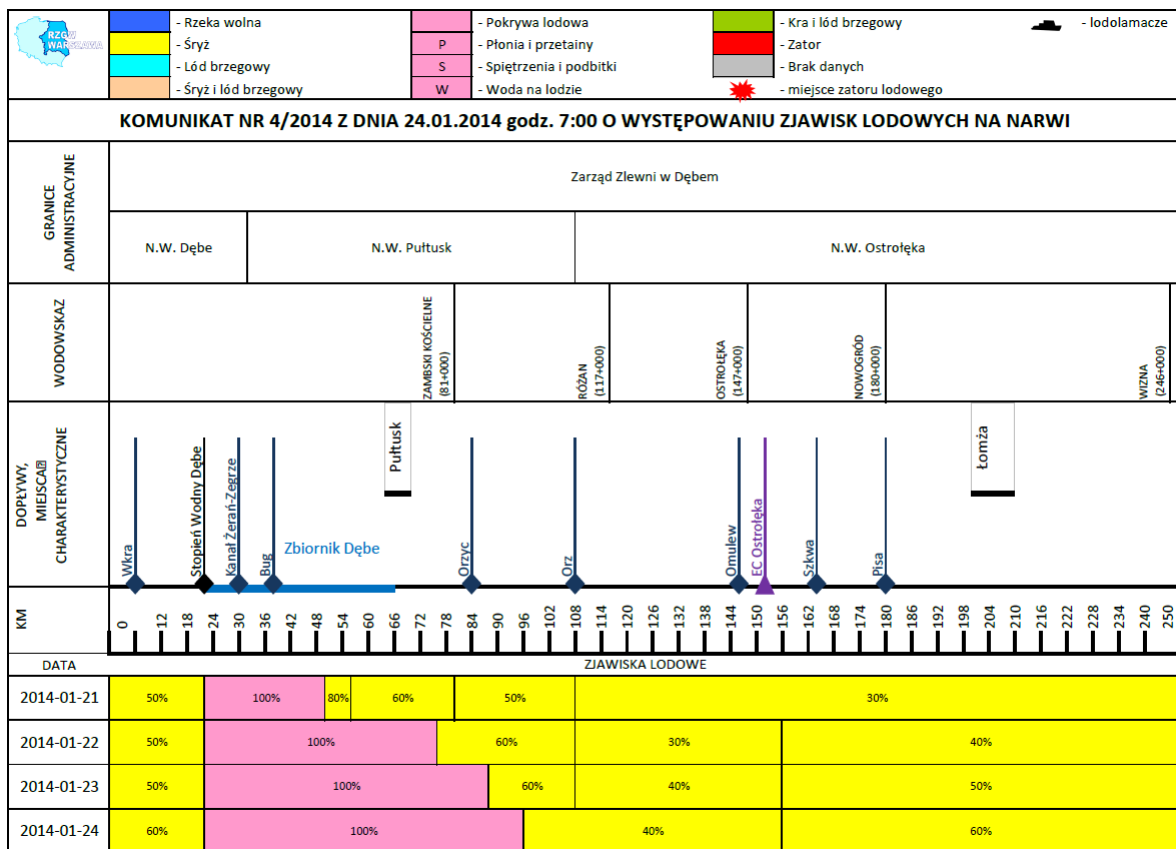 RZGW
WARSZAWA
- Rzeka wolna
- Śryż
- Lód brzegowy
- Śryż i lód brzegowy
- Pokrywa lodowa
P - Płonia i przetainy
S - Spiętrzenia i podbitki
W - Woda na lodzie
- Kra i lód brzegowy
- Zator
- Brak danych
- miejsce zatoru lodowego
- lodolamacze
KOMUNIKAT NR 4/2014 Z DNIA 24.01.2014 godz. 7:00 O WYSTĘPOWANIU ZJAWISK LODOWYCH NA NARWI
GRANICE
ADMINISTRACYJNE
Zarząd Zlewni w Dębem
N.W. Dębe
N.W. Pułtusk
N.W. Ostrołęka
WODOWSKAZ
ZAMBSKI KOŚCIELNE
(81+000)
RÓŻAN
(117+000)
OSTROŁĘKA
(147+000)
NOWOGRÓD
(180+000)
WIZNA
(246+000)
DOPŁYWY,
MIEJSCA
CHARAKTERYSTYCZNE
Wkra
Stopień Wodny Dębe
Kanał Żerań-Zegrze
Bug
Zbiornik Dębe
Pułtusk
Orzyc
Orz
Omulew
EC Ostrołęka
Szkwa
Pisa
Łomża
KM
0 12 18 24 30 36 42 48 54 60 66 72 78 84 90 96 102 108 114 120 126 132 138 144 150 156 162 168 174 180 186 192 198 204 210 216 222 228 234 240 250
DATA
ZJAWISKA LODOWE
2014-01-21 50% 100% 80% 60% 50% 30%
2014-01-22 50% 100% 60% 30% 40%
2014-01-23 50% 100% 60% 40% 50%
2014-01-24 60% 100% 40% 60%